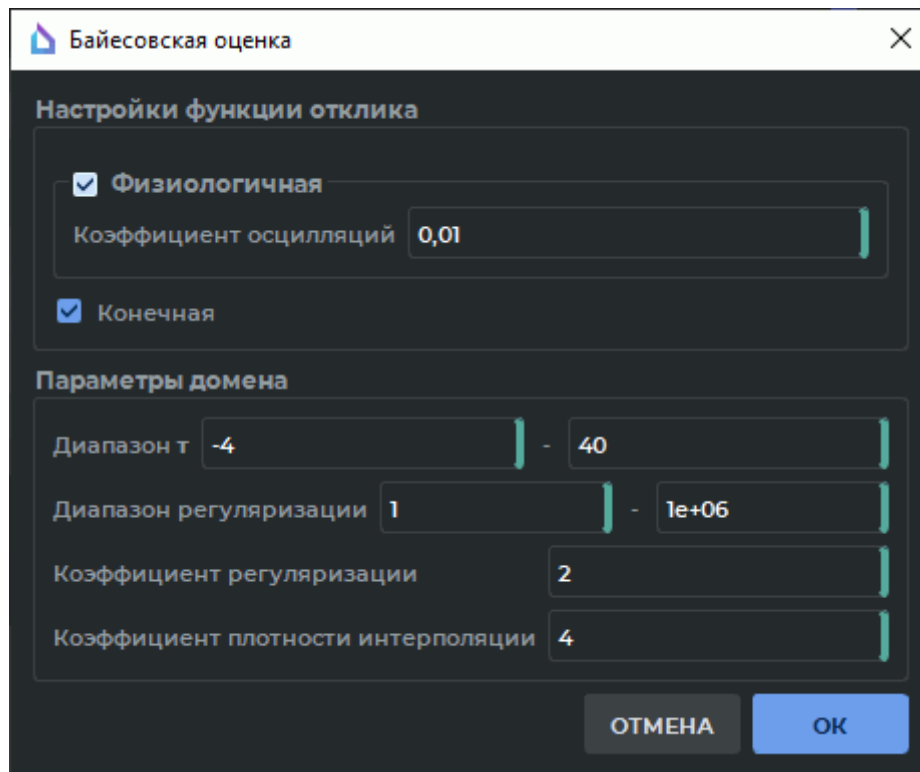 Байесовская оценка
Настройки функции отклика
Физиологичная
Коэффициент осцилляций 0,01
Конечная
Параметры домена
Диапазон τ -4 - 40
Диапазон регуляризации 1 - 1e+06
Коэффициент регуляризации 2
Коэффициент плотности интерполяции 4
ОТМЕНА ОК